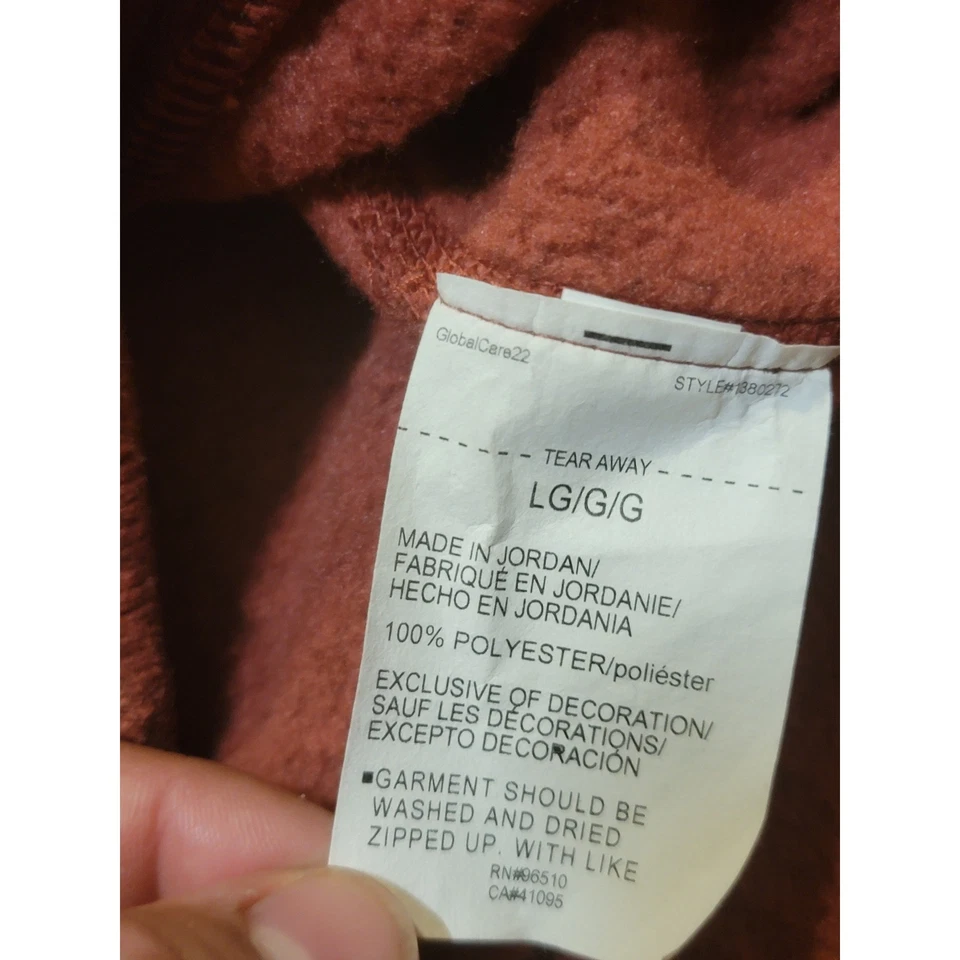 GlobalCare22
STYLE#1380272
TEAR AWAY
LG/G/G
MADE IN JORDAN/
FABRIQUÉ EN JORDANIE/
HECHO EN JORDANIA
100% POLYESTER/poliéster
EXCLUSIVE OF DECORATION/
SAUF LES DÉCORATIONS/
EXCEPTO DECORACIÓN
■GARMENT SHOULD BE
WASHED AND DRIED
ZIPPED UP, WITH LIKE
RN#96510
CA#41095